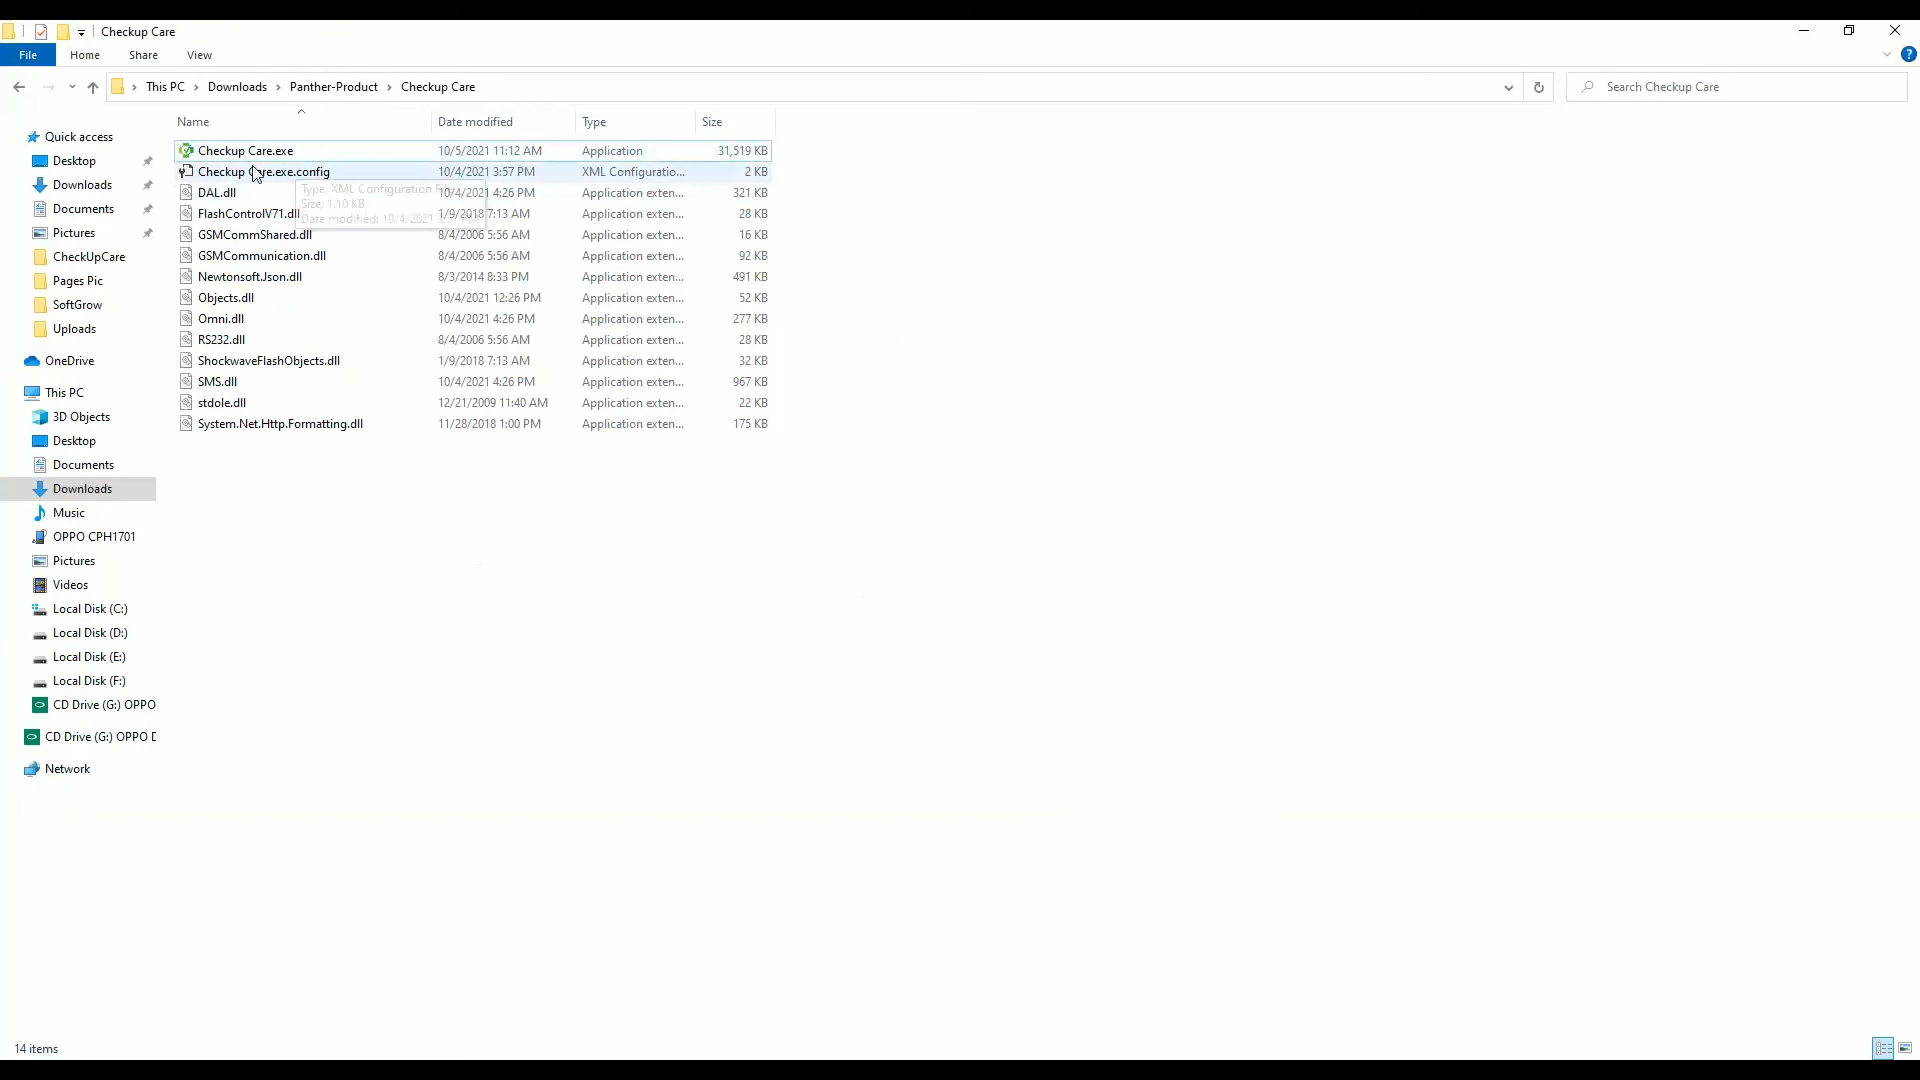 Checkup Care
File Home Share View
This PC Downloads Panther-Product Checkup Care
Search Checkup Care
Name Date modified Type Size
Checkup Care.exe 10/5/2021 11:12 AM Application 31,519 KB
Checkup Care.exe.config 10/4/2021 3:57 PM XML Configuratio... 2 KB
DAL.dll 10/4/2021 4:26 PM Application exten... 321 KB
FlashControlV71.dll 1/9/2018 7:13 AM Application exten... 28 KB
GSMCommShared.dll 8/4/2006 5:56 AM Application exten... 16 KB
GSMCommunication.dll 8/4/2006 5:56 AM Application exten... 92 KB
Newtonsoft.Json.dll 8/3/2014 8:33 PM Application exten... 491 KB
Objects.dll 10/4/2021 12:26 PM Application exten... 52 KB
Omni.dll 10/4/2021 4:26 PM Application exten... 277 KB
RS232.dll 8/4/2006 5:56 AM Application exten... 28 KB
ShockwaveFlashObjects.dll 1/9/2018 7:13 AM Application exten... 32 KB
SMS.dll 10/4/2021 4:26 PM Application exten... 967 KB
stdole.dll 12/21/2009 11:40 AM Application exten... 22 KB
System.Net.Http.Formatting.dll 11/28/2018 1:00 PM Application exten... 175 KB
Type: XML Configuration
Size: 1.10 KB
Date modified: 10/4/2021
Quick access
Desktop
Downloads
Documents
Pictures
CheckUpCare
Pages Pic
SoftGrow
Uploads
OneDrive
This PC
3D Objects
Desktop
Documents
Downloads
Music
OPPO CPH1701
Pictures
Videos
Local Disk (C:)
Local Disk (D:)
Local Disk (E:)
Local Disk (F:)
CD Drive (G:) OPPO
CD Drive (G:) OPPO D
Network
14 items